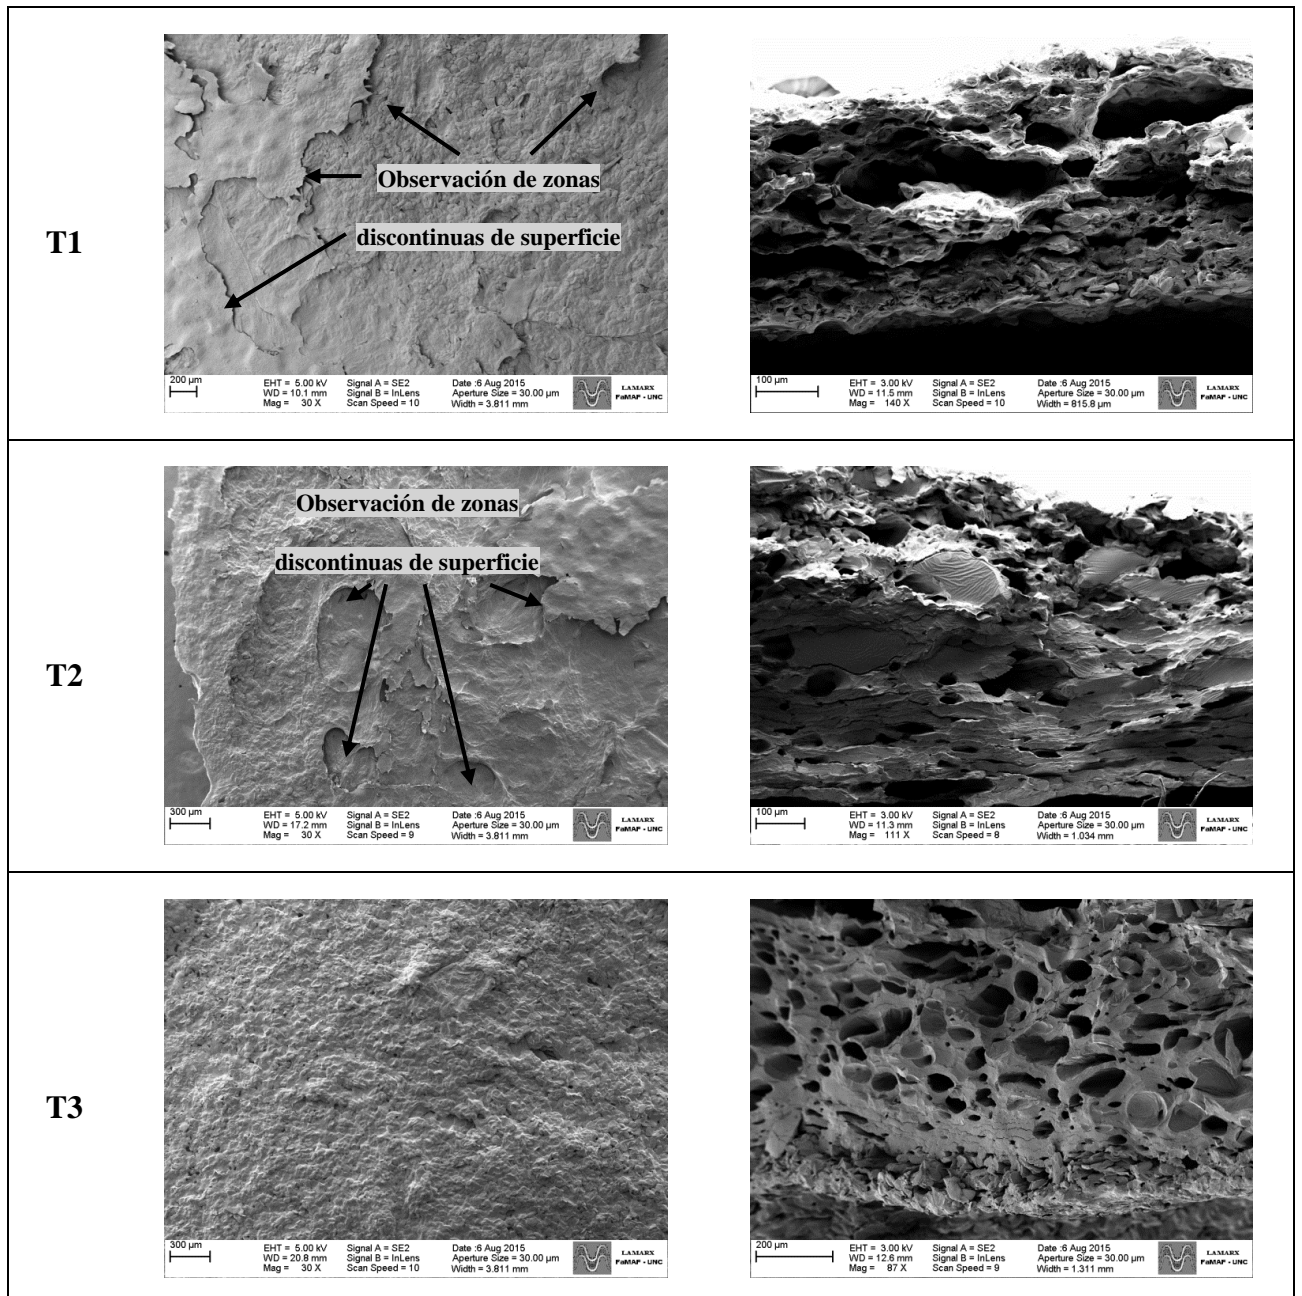 T1
Observación de zonas
discontinuas de superficie
200 µm
EHT = 5.00 kV Signal A = SE2 Date :6 Aug 2015
WD = 10.1 mm Signal B = InLens Aperture Size = 30.00 µm
Mag = 30 X Scan Speed = 10 Width = 3.811 mm
LAMARX
FaMAF - UNC
100 µm
EHT = 3.00 kV Signal A = SE2 Date :6 Aug 2015
WD = 11.5 mm Signal B = InLens Aperture Size = 30.00 µm
Mag = 140 X Scan Speed = 10 Width = 815.8 µm
LAMARX
FaMAF - UNC
T2
Observación de zonas
discontinuas de superficie
300 µm
EHT = 5.00 kV Signal A = SE2 Date :6 Aug 2015
WD = 17.2 mm Signal B = InLens Aperture Size = 30.00 µm
Mag = 30 X Scan Speed = 9 Width = 3.811 mm
LAMARX
FaMAF - UNC
100 µm
EHT = 3.00 kV Signal A = SE2 Date :6 Aug 2015
WD = 11.3 mm Signal B = InLens Aperture Size = 30.00 µm
Mag = 111 X Scan Speed = 8 Width = 1.034 mm
LAMARX
FaMAF - UNC
T3
300 µm
EHT = 5.00 kV Signal A = SE2 Date :6 Aug 2015
WD = 20.8 mm Signal B = InLens Aperture Size = 30.00 µm
Mag = 30 X Scan Speed = 10 Width = 3.811 mm
LAMARX
FaMAF - UNC
200 µm
EHT = 3.00 kV Signal A = SE2 Date :6 Aug 2015
WD = 12.6 mm Signal B = InLens Aperture Size = 30.00 µm
Mag = 87 X Scan Speed = 9 Width = 1.311 mm
LAMARX
FaMAF - UNC